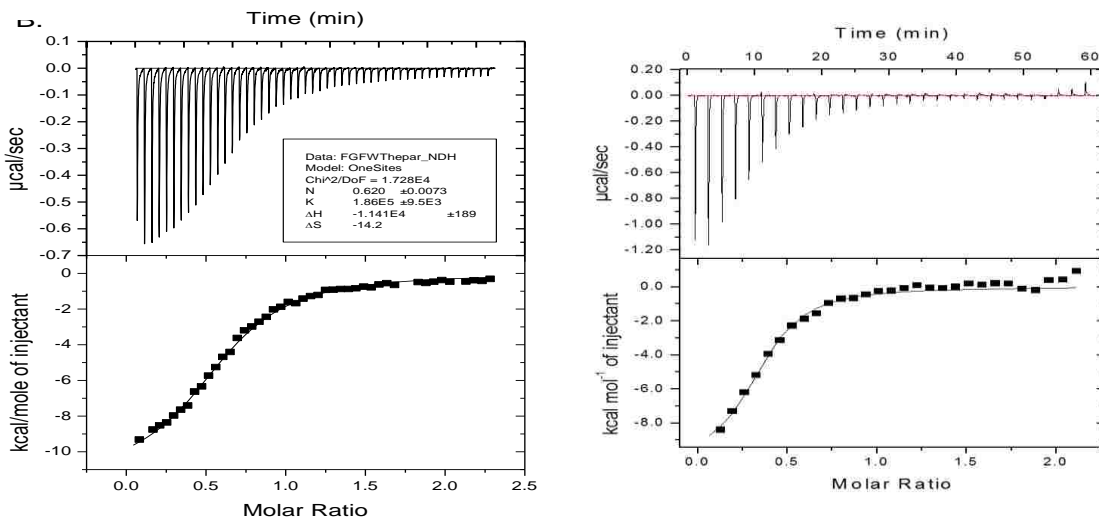 B.
Time (min)
0.1
0.0
-0.1
-0.2
-0.3
-0.4
-0.5
-0.6
-0.7
µcal/sec
Data: FGFWThepar_NDH
Model: OneSites
Chi^2/DoF = 1.728E4
N 0.620 ±0.0073
K 1.86E5 ±9.5E3
ΔH -1.141E4 ±189
ΔS -14.2
0
-2
-4
-6
-8
-10
kcal/mole of injectant
0.0 0.5 1.0 1.5 2.0 2.5
Molar Ratio
Time (min)
0 10 20 30 40 50 60
0.20
0.00
-0.20
-0.40
-0.60
-0.80
-1.00
-1.20
µcal/sec
0.0
-2.0
-4.0
-6.0
-8.0
kcal mol⁻¹ of injectant
0.0 0.5 1.0 1.5 2.0
Molar Ratio